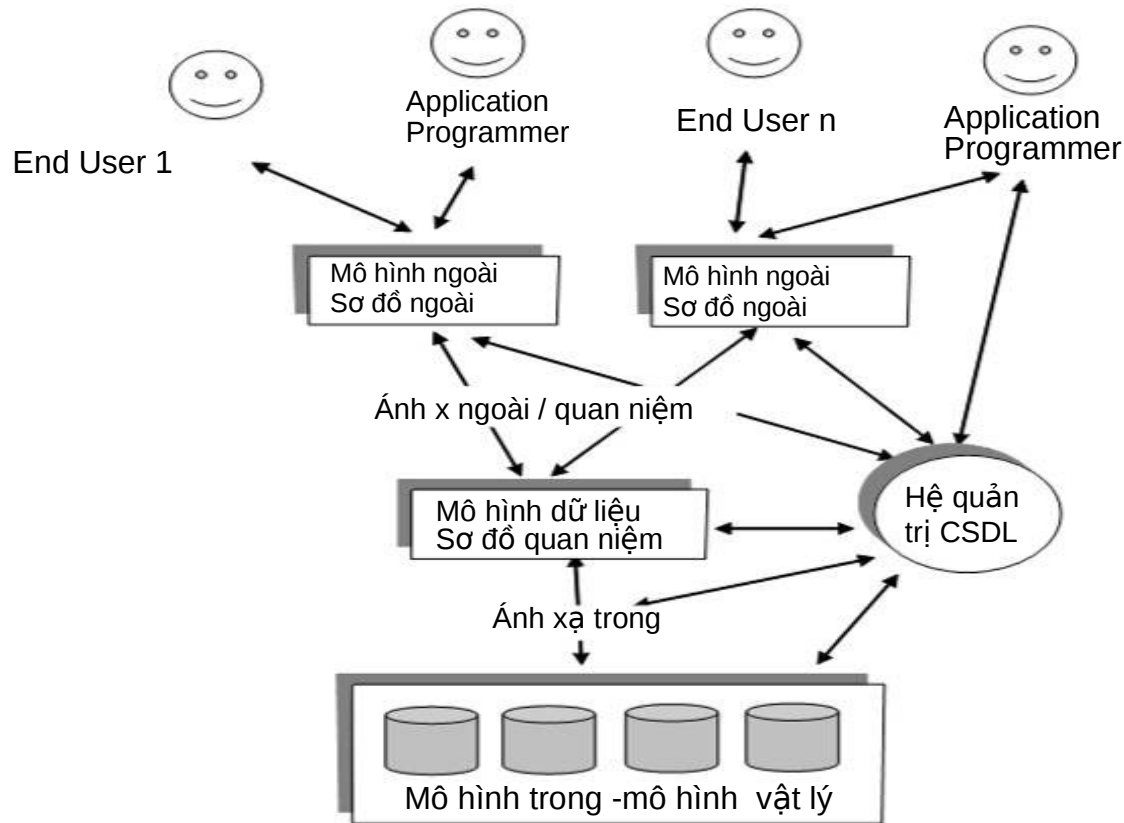 End User 1
Application
Programmer
End User n
Application
Programmer
Mô hình ngoài
Sơ đồ ngoài
Mô hình ngoài
Sơ đồ ngoài
Ánh x ngoài / quan niệm
Mô hình dữ liệu
Sơ đồ quan niệm
Hệ quản
trị CSDL
Ánh xạ trong
Mô hình trong -mô hình vật lý